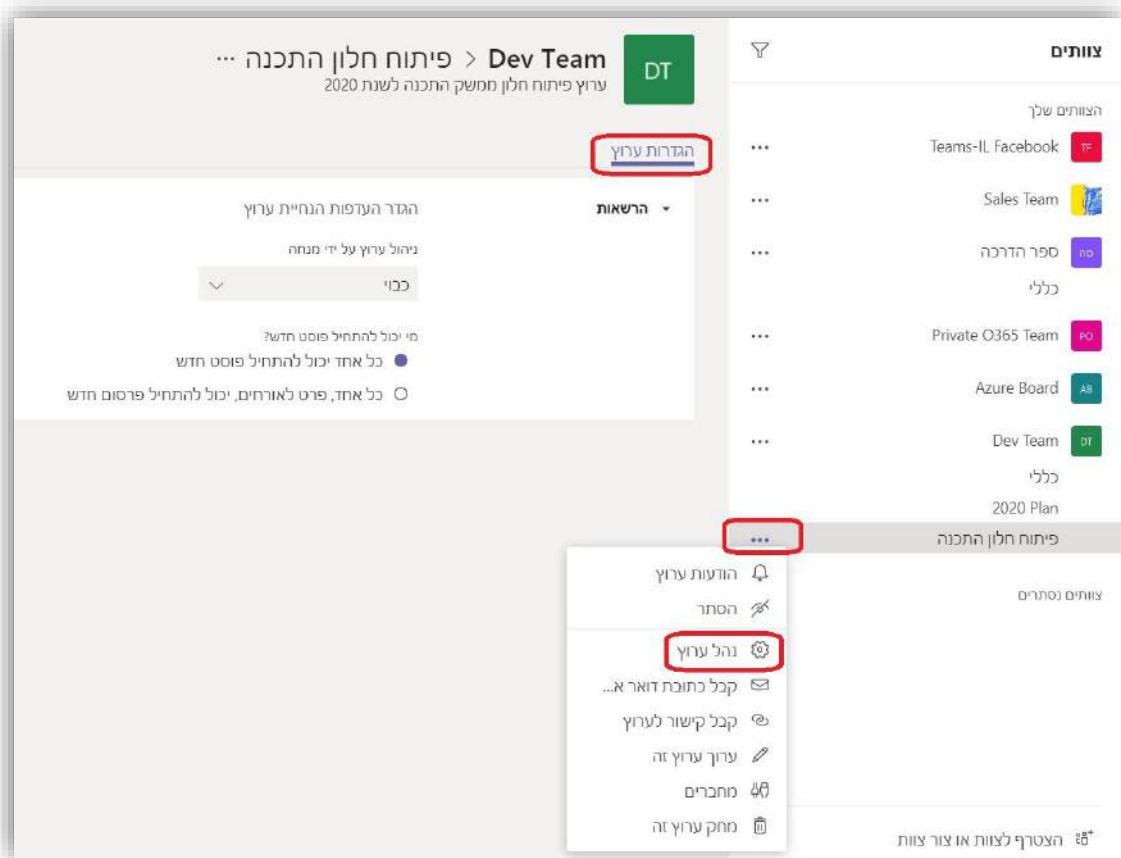 צוותים
הצוותים שלך
TF Teams-IL Facebook
Sales Team
סה ספר הדרכה
כללי
PO Private O365 Team
AB Azure Board
DT Dev Team
כללי
2020 Plan
פיתוח חלון התכנה
צוותים נסתרים
הצטרף לצוות או צור צוות
DT
Dev Team > פיתוח חלון התכנה ...
ערוץ פיתוח חלון ממשק התכנה לשנת 2020
הגדרות ערוץ
הרשאות
הגדר העדפות הנחיית ערוץ
ניהול ערוץ על ידי מנחה
כבוי
מי יכול להתחיל פוסט חדש?
כל אחד יכול להתחיל פוסט חדש
כל אחד, פרט לאורחים, יכול להתחיל פרסום חדש
הודעות ערוץ
הסתר
נהל ערוץ
קבל כתובת דואר א...
קבל קישור לערוץ
ערוך ערוץ זה
מחברים
מחק ערוץ זה